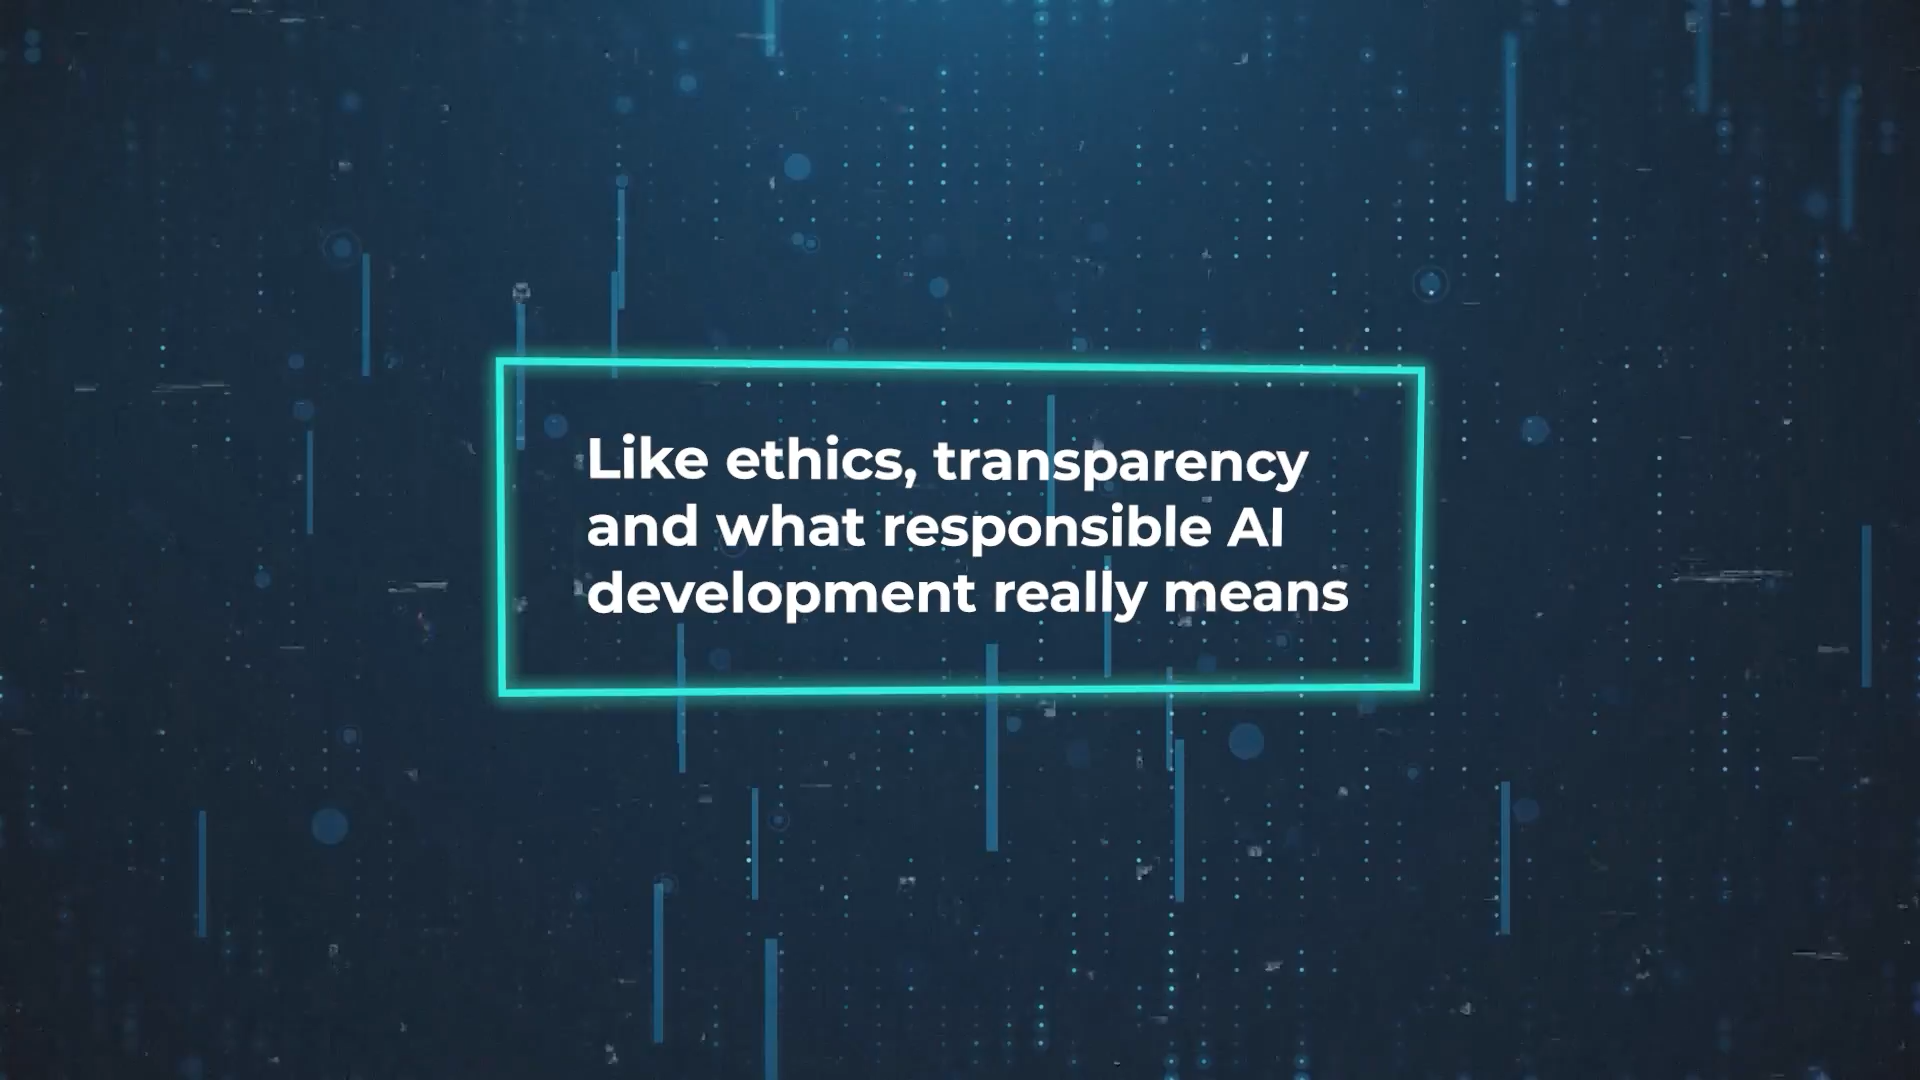 Like ethics, transparency
and what responsible AI
development really means